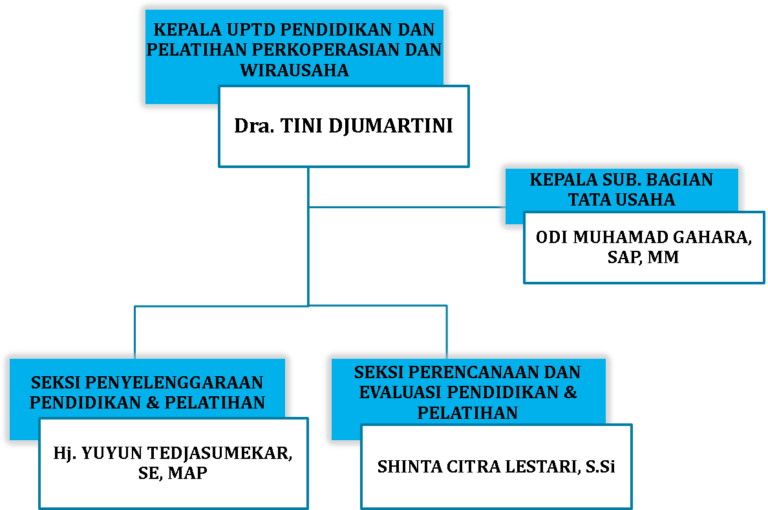 KEPALA UPTD PENDIDIKAN DAN
PELATIHAN PERKOPERASIAN DAN
WIRAUSAHA
Dra. TINI DJUMARTINI
KEPALA SUB. BAGIAN
TATA USAHA
ODI MUHAMAD GAHARA,
SAP, MM
SEKSI PENYELENGGARAAN
PENDIDIKAN & PELATIHAN
Hj. YUYUN TEDJASUMEKAR,
SE, MAP
SEKSI PERENCANAAN DAN
EVALUASI PENDIDIKAN &
PELATIHAN
SHINTA CITRA LESTARI, S.Si